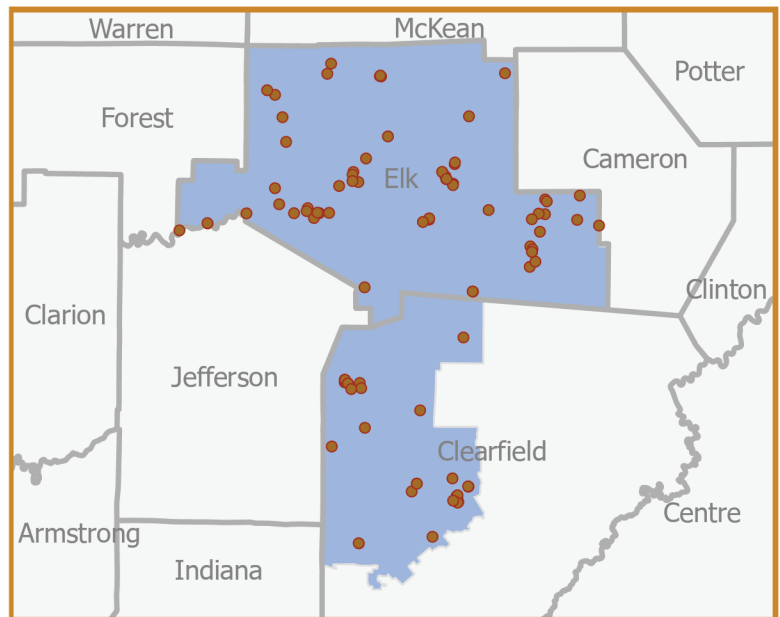 Warren
McKean
Potter
Forest
Cameron
Elk
Clinton
Clarion
Jefferson
Clearfield
Centre
Armstrong
Indiana